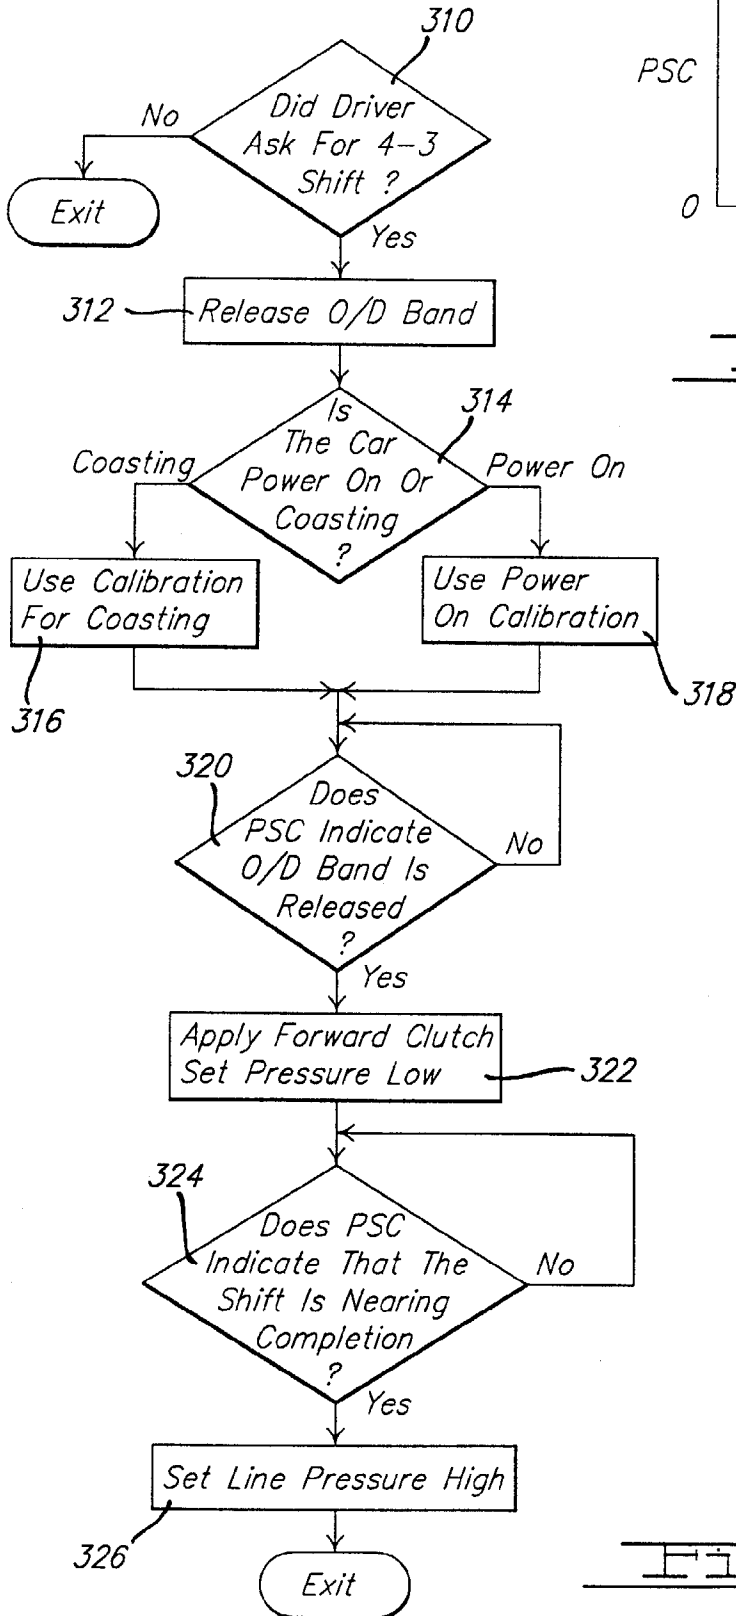 310
Did Driver
Ask For 4-3
Shift ?
No
Exit
Yes
PSC
0
312
Release O/D Band
314
Is
The Car
Power On Or
Coasting
?
Coasting
Power On
Use Calibration
For Coasting
316
Use Power
On Calibration
318
320
Does
PSC Indicate
O/D Band Is
Released
?
No
Yes
Apply Forward Clutch
Set Pressure Low
322
324
Does PSC
Indicate That The
Shift Is Nearing
Completion
?
No
Yes
Set Line Pressure High
326
Exit